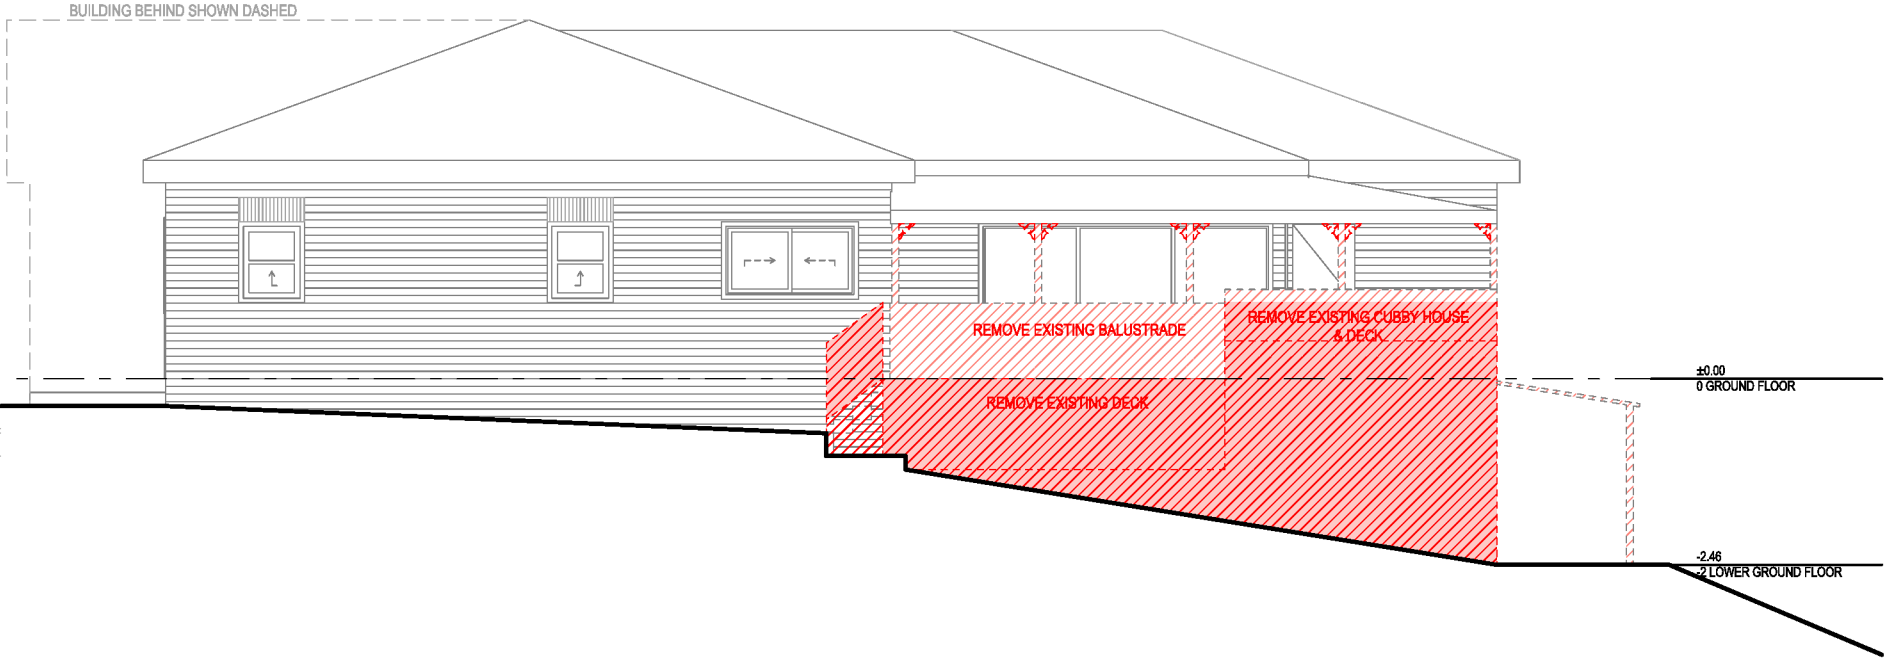 BUILDING BEHIND SHOWN DASHED
REMOVE EXISTING BALUSTRADE
REMOVE EXISTING CUBBY HOUSE
& DECK
REMOVE EXISTING DECK
±0.00
0 GROUND FLOOR
-2.46
-2 LOWER GROUND FLOOR